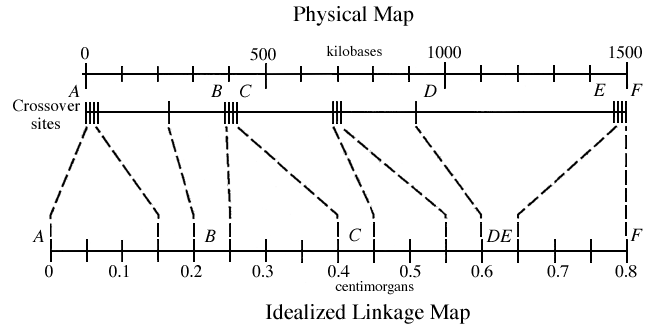 Physical Map
0 500 kilobases 1000 1500
A B C D E F
Crossover
sites
A B C DE F
0 0.1 0.2 0.3 0.4 0.5 0.6 0.7 0.8
centimorgans
Idealized Linkage Map